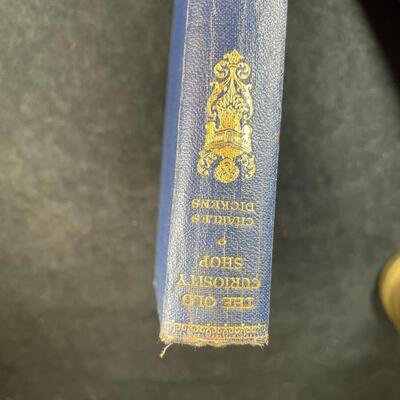 THE OLD
CURIOSITY
SHOP
CHARLES
DICKENS